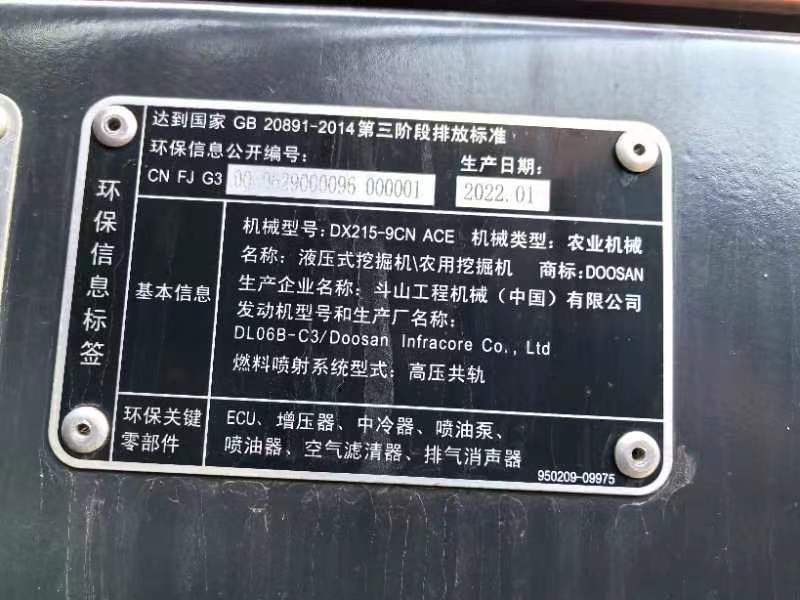 达到国家 GB 20891-2014第三阶段排放标准
环保信息公开编号：
生产日期：
CN FJ G3 000096 000001
2022.01
环保信息标签
基本信息
机械型号：DX215-9CN ACE 机械类型：农业机械
名称：液压式挖掘机\农用挖掘机 商标：DOOSAN
生产企业名称：斗山工程机械（中国）有限公司
发动机型号和生产厂名称：
DL06B-C3/Doosan Infracore Co., Ltd
燃料喷射系统型式：高压共轨
环保关键
零部件
ECU、增压器、中冷器、喷油泵、
喷油器、空气滤清器、排气消声器
950209-09975